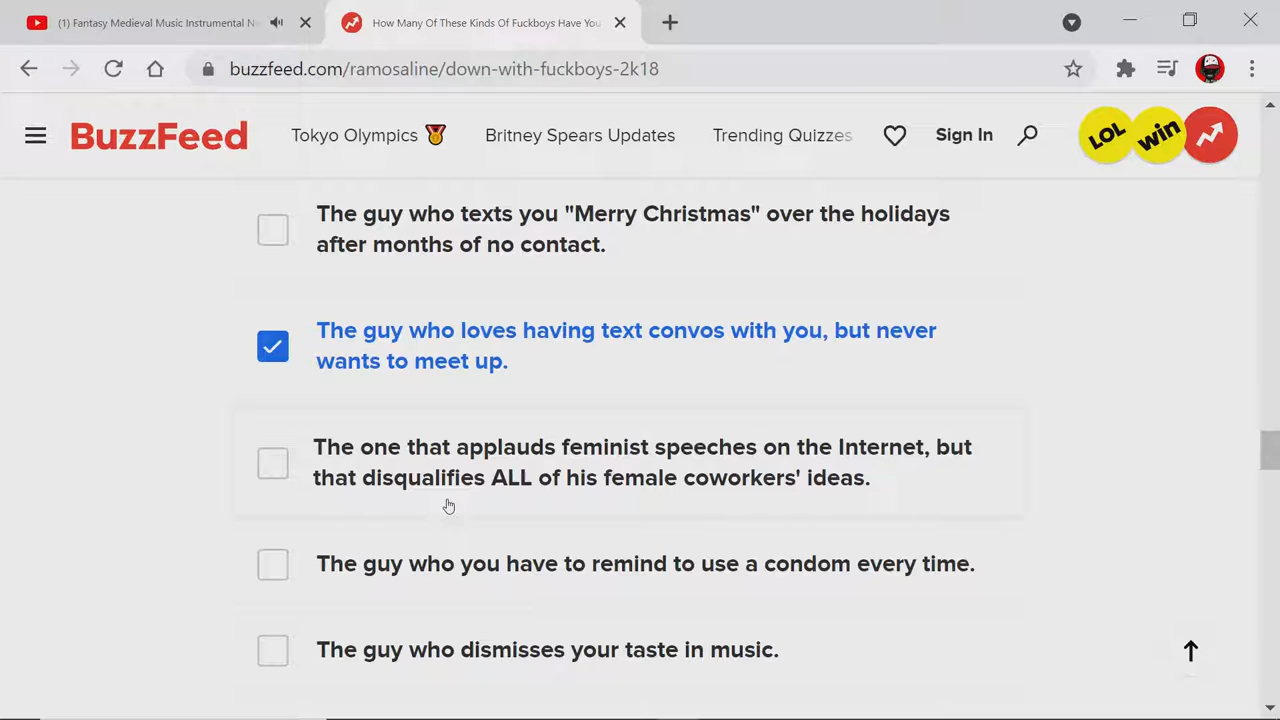 (1) Fantasy Medieval Music Instrumental N
How Many Of These Kinds Of Fuckboys Have You
buzzfeed.com/ramosaline/down-with-fuckboys-2k18
BuzzFeed
Tokyo Olympics
Britney Spears Updates
Trending Quizzes
Sign In
LOL
win
The guy who texts you "Merry Christmas" over the holidays
after months of no contact.
The guy who loves having text convos with you, but never
wants to meet up.
The one that applauds feminist speeches on the Internet, but
that disqualifies ALL of his female coworkers' ideas.
The guy who you have to remind to use a condom every time.
The guy who dismisses your taste in music.